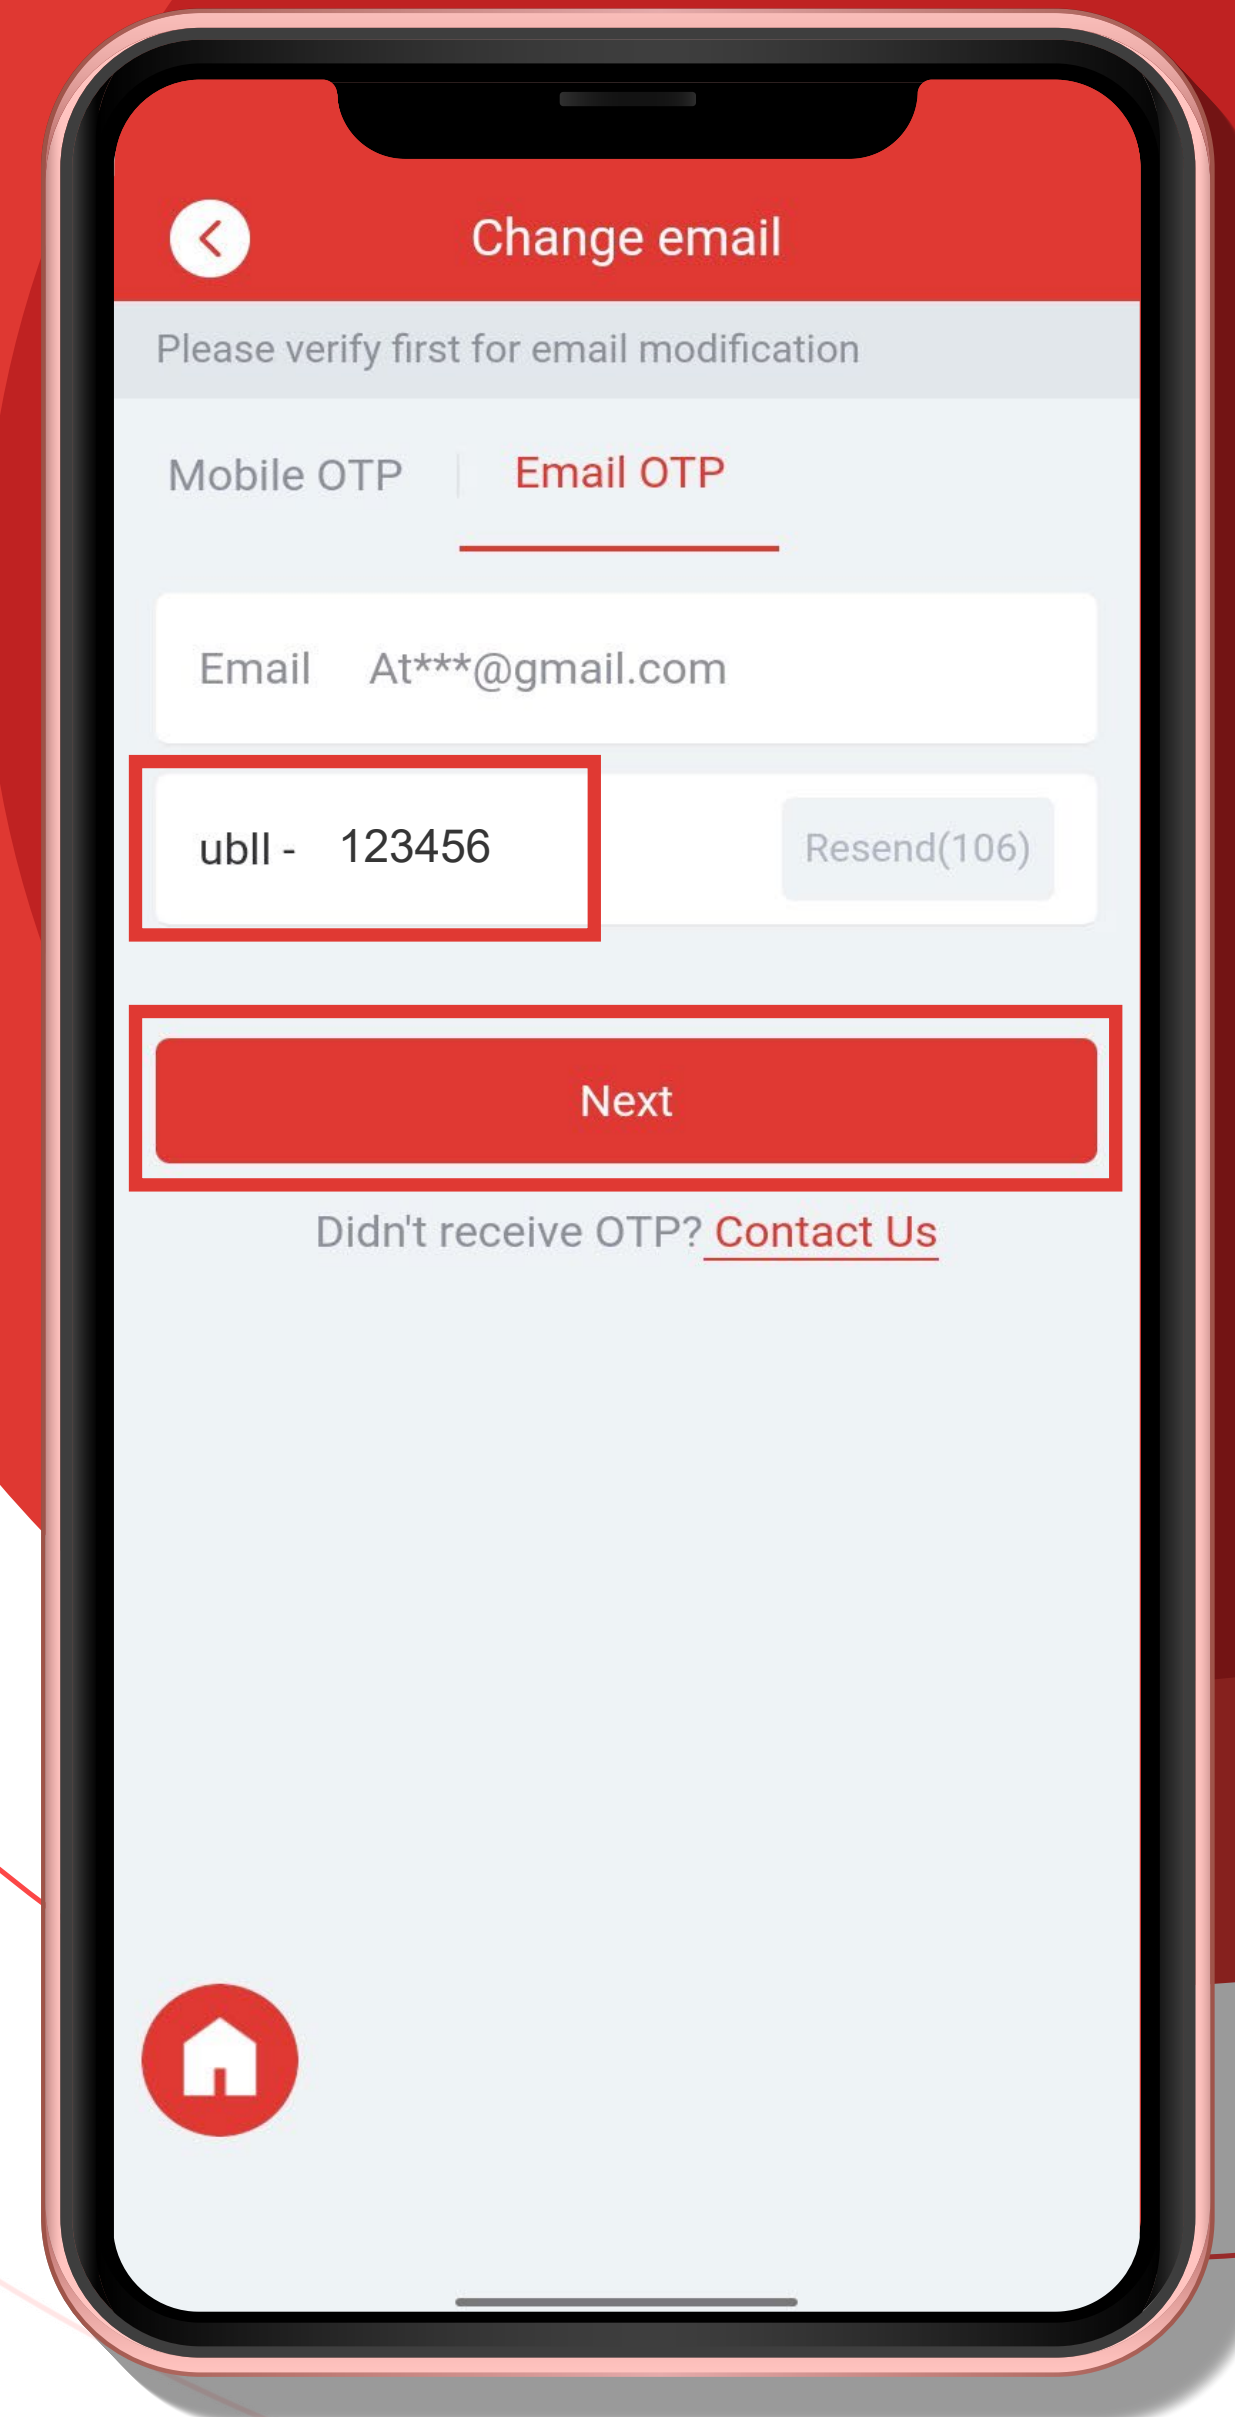 Change email
Please verify first for email modification
Mobile OTP
Email OTP
Email At***@gmail.com
ubll - 123456
Resend(106)
Next
Didn't receive OTP? Contact Us